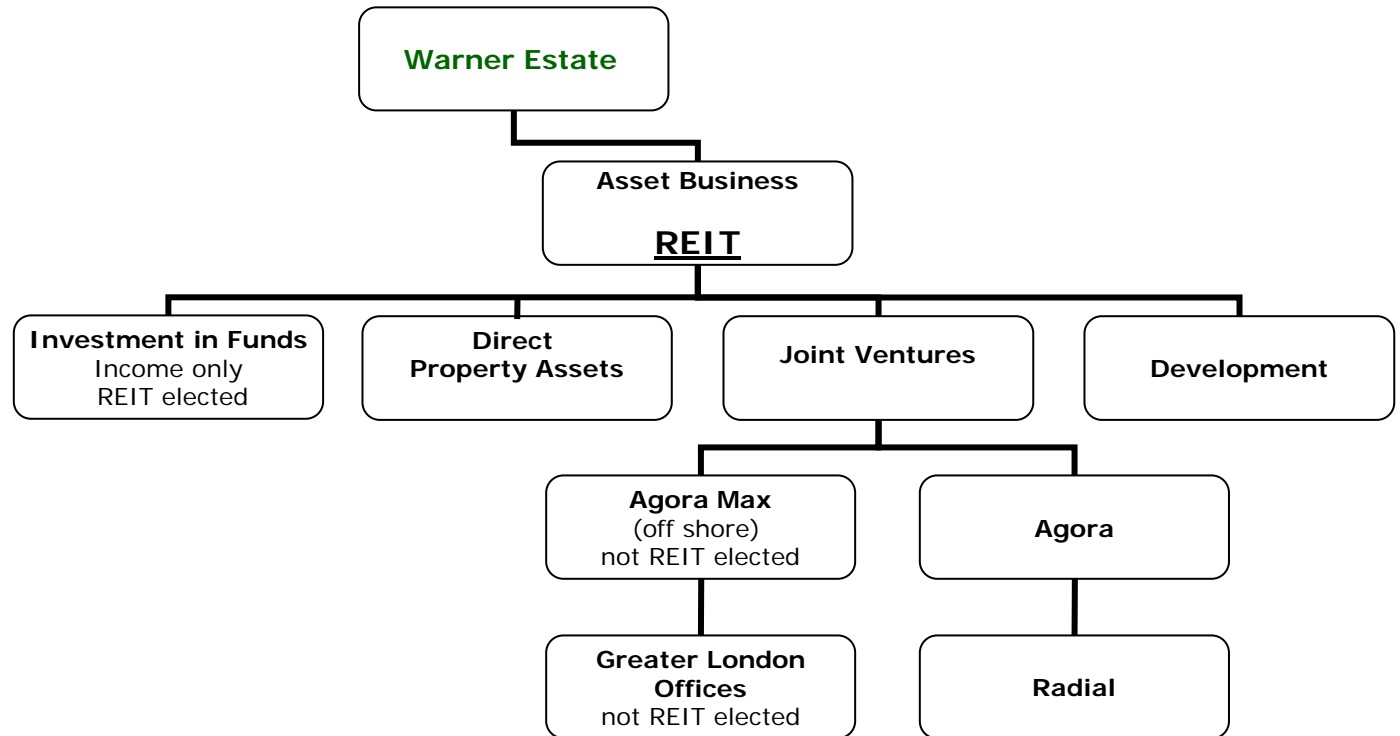 Warner Estate
Asset Business
REIT
Investment in Funds
Income only
REIT elected
Direct
Property Assets
Joint Ventures
Development
Agora Max
(off shore)
not REIT elected
Agora
Greater London
Offices
not REIT elected
Radial